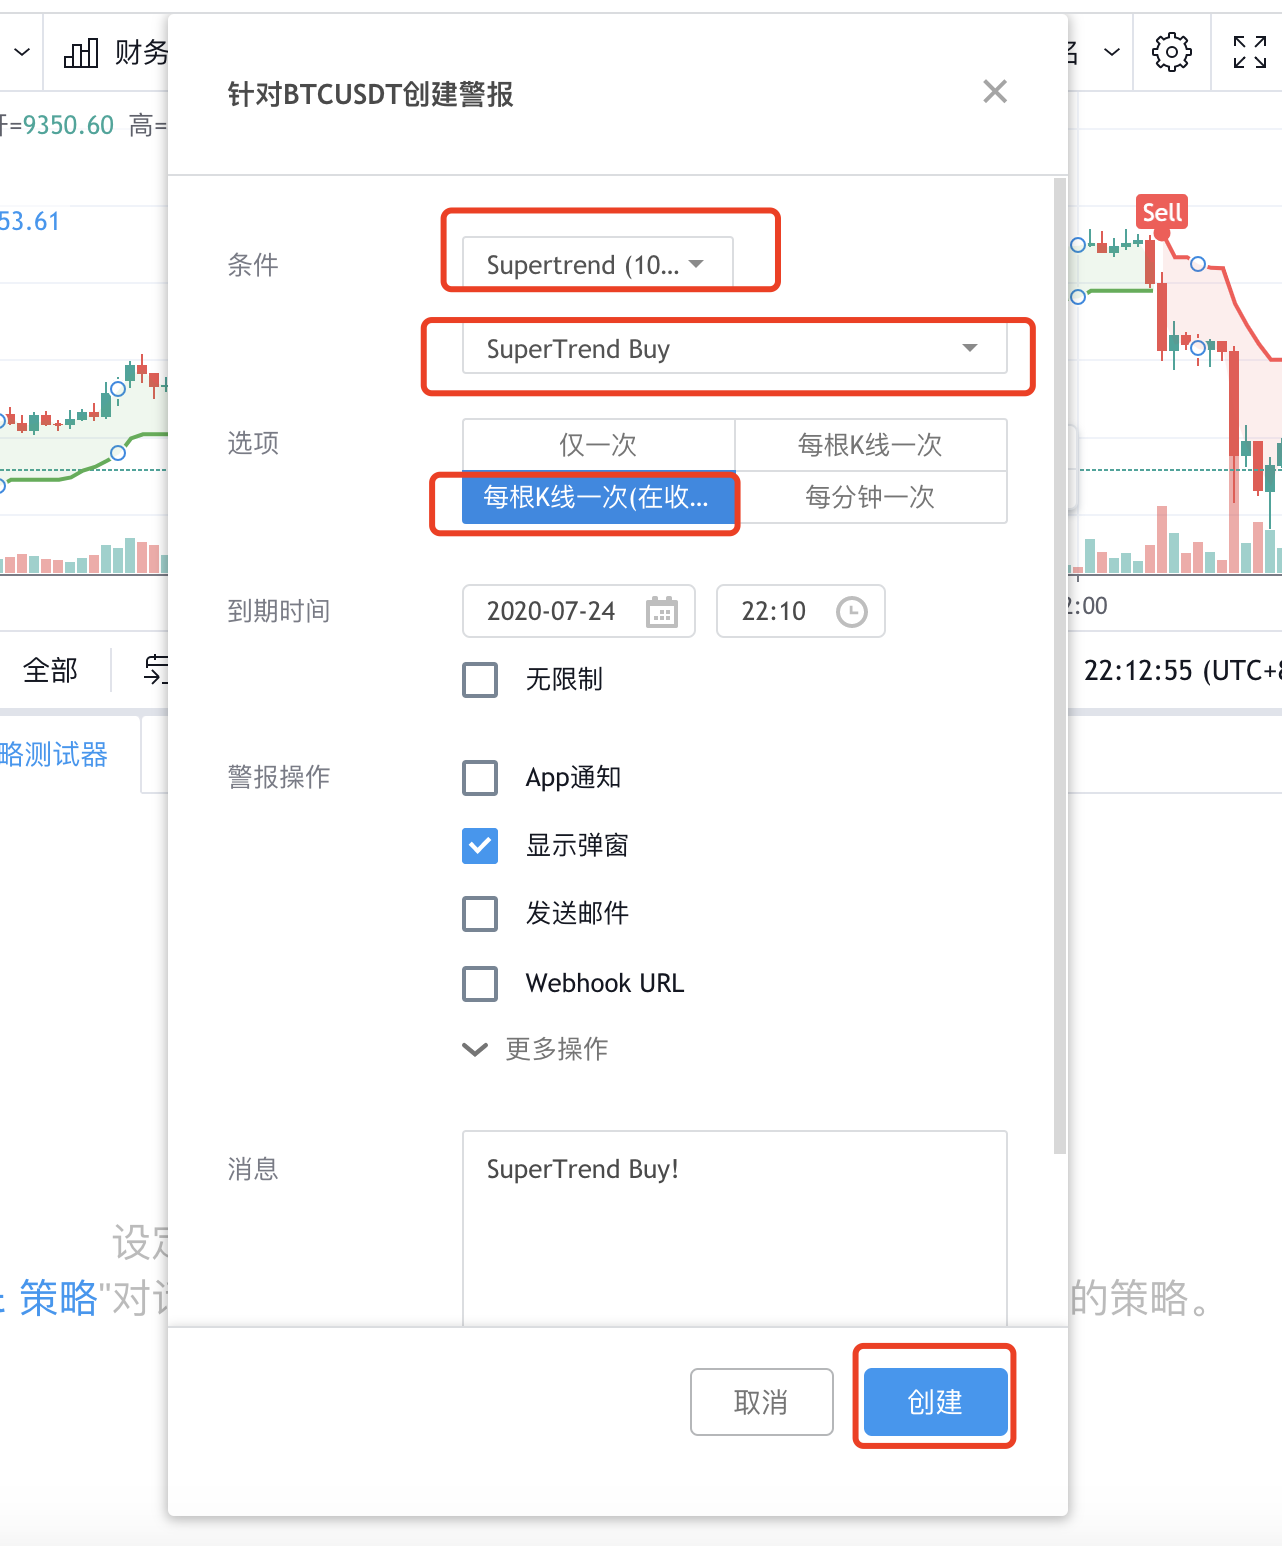 财务
开=9350.60 高=
53.61
Sell
2:00
全部
22:12:55 (UTC+8
略测试器
设定
策略"对话
的策略。
针对BTCUSDT创建警报
条件
Supertrend (10...
SuperTrend Buy
选项
仅一次
每根K线一次
每根K线一次(在收...
每分钟一次
到期时间
2020-07-24
22:10
无限制
警报操作
App通知
显示弹窗
发送邮件
Webhook URL
更多操作
消息
SuperTrend Buy!
取消
创建